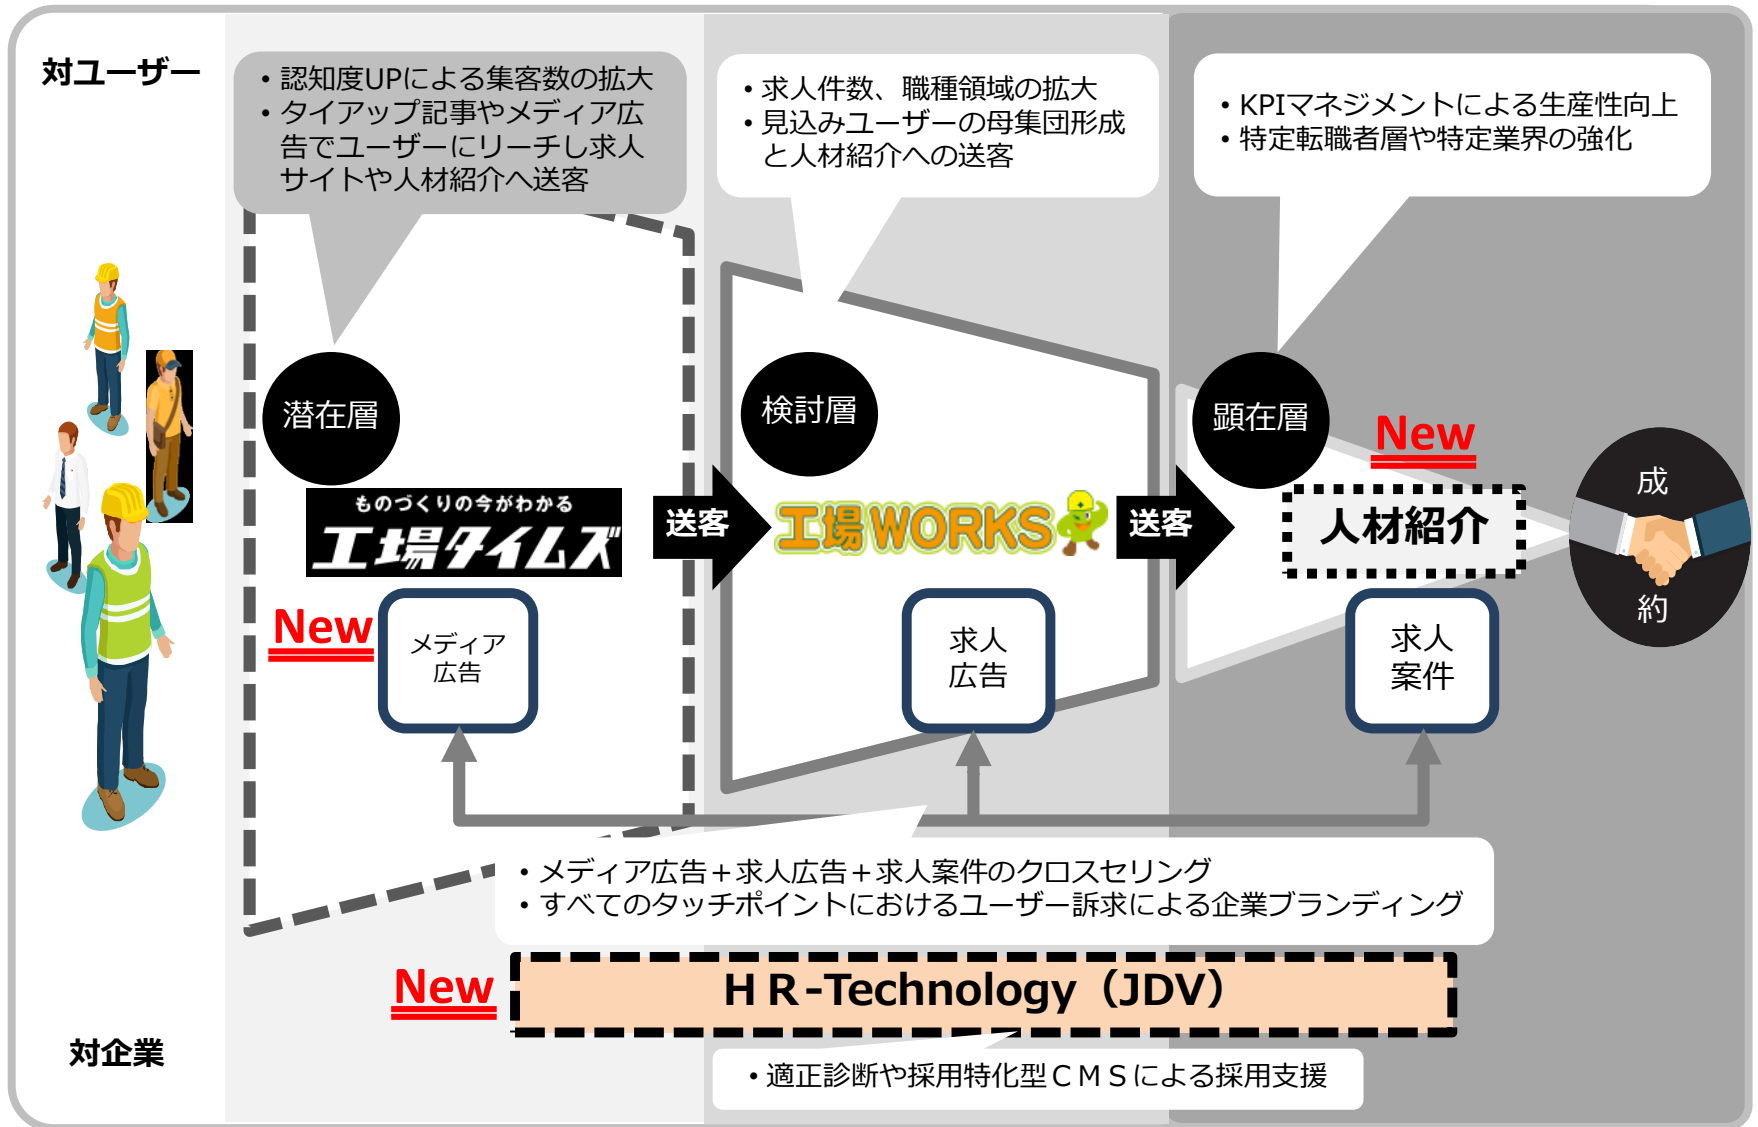 対ユーザー
・認知度UPによる集客数の拡大
・タイアップ記事やメディア広
告でユーザーにリーチし求人
サイトや人材紹介へ送客
・求人件数、職種領域の拡大
・見込みユーザーの母集団形成
と人材紹介への送客
・KPIマネジメントによる生産性向上
・特定転職者層や特定業界の強化
潜在層
検討層
顕在層
New
ものづくりの今がわかる
工場タイムズ
送客
工場WORKS
送客
人材紹介
成
約
New
メディア
広告
求人
広告
求人
案件
・メディア広告＋求人広告＋求人案件のクロスセリング
・すべてのタッチポイントにおけるユーザー訴求による企業ブランディング
New
ＨＲ-Technology（JDV）
対企業
・適正診断や採用特化型ＣＭＳによる採用支援